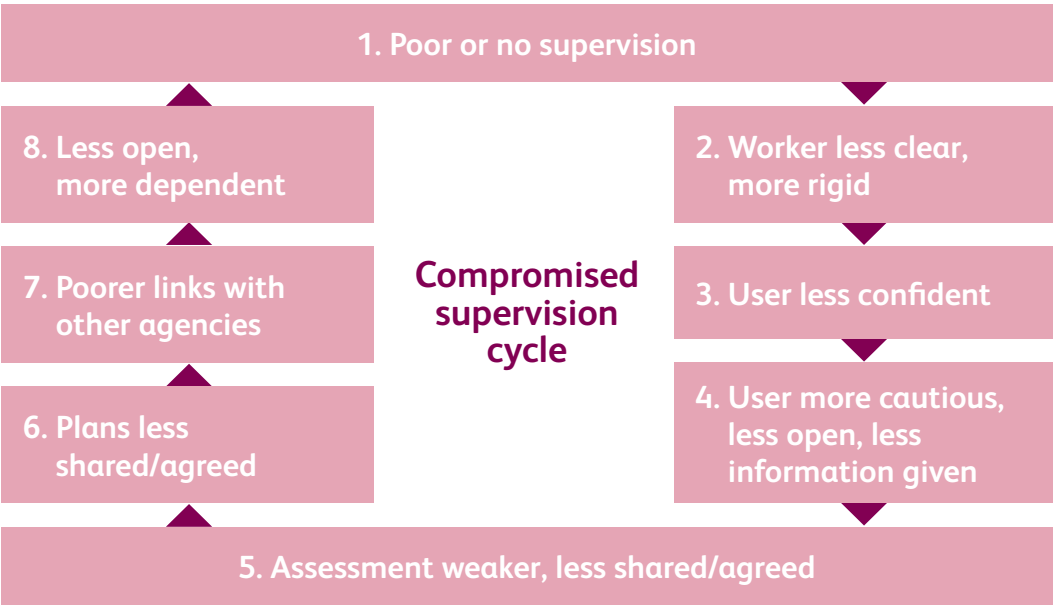 1. Poor or no supervision
8. Less open,
more dependent
2. Worker less clear,
more rigid
7. Poorer links with
other agencies
Compromised
supervision
cycle
3. User less confident
6. Plans less
shared/agreed
4. User more cautious,
less open, less
information given
5. Assessment weaker, less shared/agreed